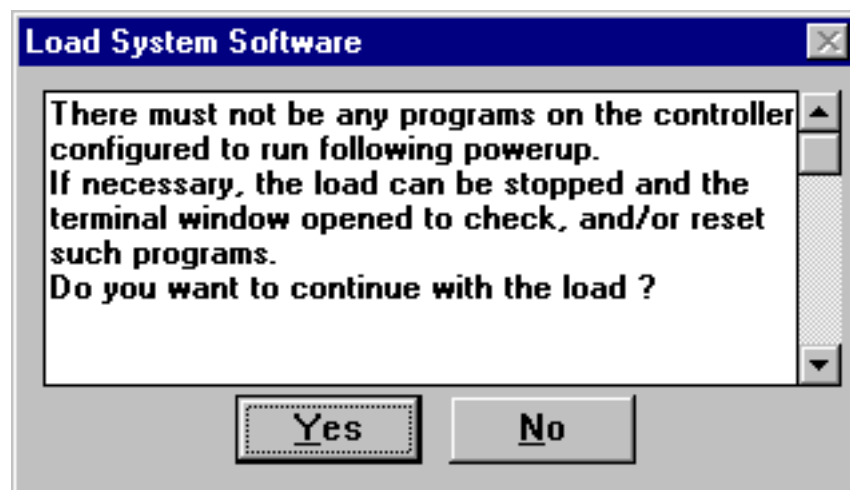 Load System Software
There must not be any programs on the controller
configured to run following powerup.
If necessary, the load can be stopped and the
terminal window opened to check, and/or reset
such programs.
Do you want to continue with the load ?
Yes
No